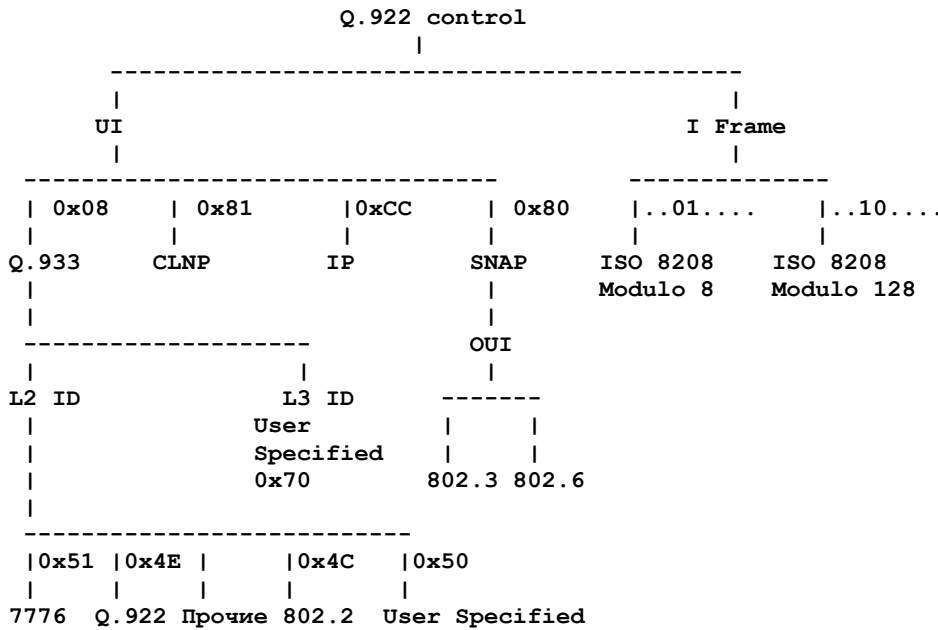 Q.922 control
|
--------------------------------------------
| |
UI I Frame
| |
--------------------------------- --------------
| 0x08 | 0x81 |0xCC | 0x80 |..01.... |..10....
| | | | | |
Q.933 CLNP IP SNAP ISO 8208 ISO 8208
| | Modulo 8 Modulo 128
| |
-------------------- OUI
| | |
L2 ID L3 ID -------
| User | |
| Specified | |
| 0x70 802.3 802.6
|
---------------------------
|0x51 |0x4E | |0x4C |0x50
| | | | |
7776 Q.922 Прочие 802.2 User Specified